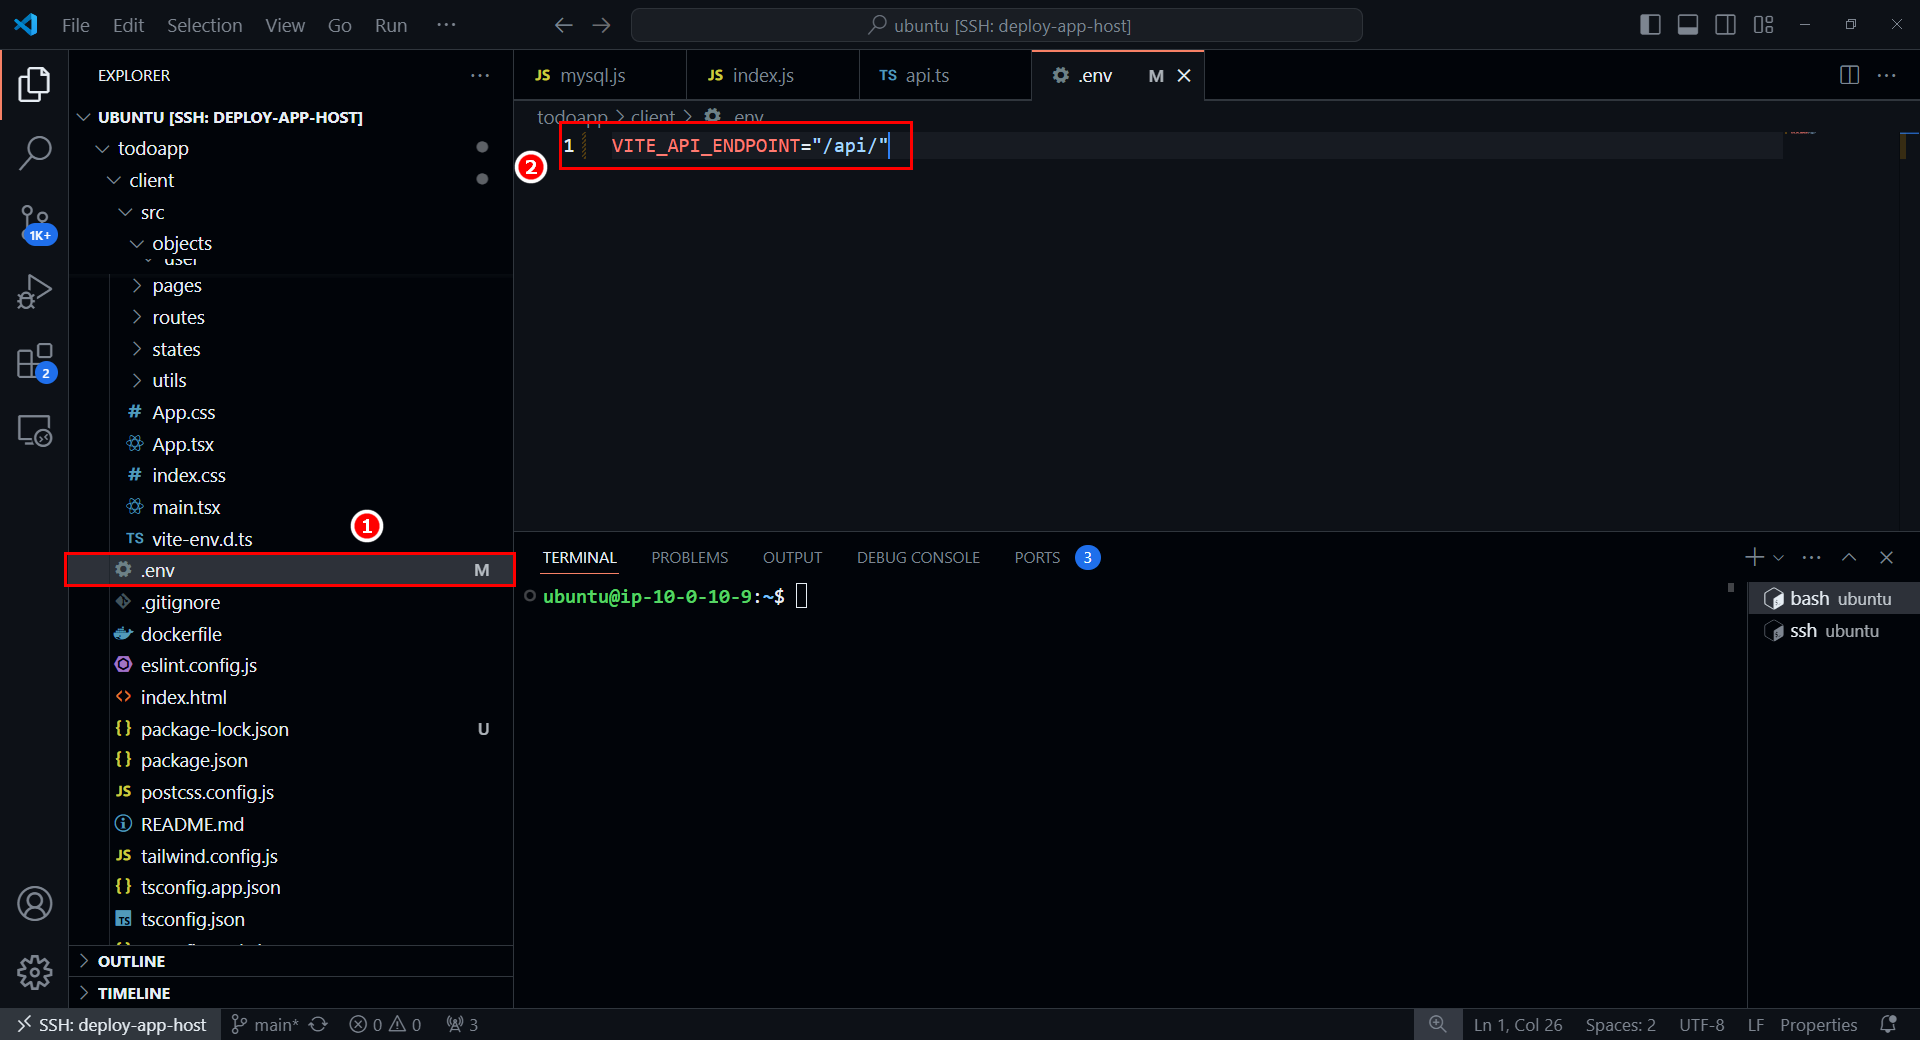 File Edit Selection View Go Run ···
ubuntu [SSH: deploy-app-host]
EXPLORER
UBUNTU [SSH: DEPLOY-APP-HOST]
todoapp
client
src
objects
user
pages
routes
states
utils
# App.css
App.tsx
# index.css
main.tsx
TS vite-env.d.ts
1
.env M
.gitignore
dockerfile
eslint.config.js
<> index.html
{} package-lock.json U
{} package.json
JS postcss.config.js
README.md
JS tailwind.config.js
{} tsconfig.app.json
TS tsconfig.json
OUTLINE
TIMELINE
1K+
2
JS mysql.js
JS index.js
TS api.ts
.env M
todoapp > client > .env
2
1 VITE_API_ENDPOINT="/api/"
TERMINAL PROBLEMS OUTPUT DEBUG CONSOLE PORTS 3
ubuntu@ip-10-0-10-9:~$
bash ubuntu
ssh ubuntu
SSH: deploy-app-host main* 0 0 3
Ln 1, Col 26 Spaces: 2 UTF-8 LF Properties